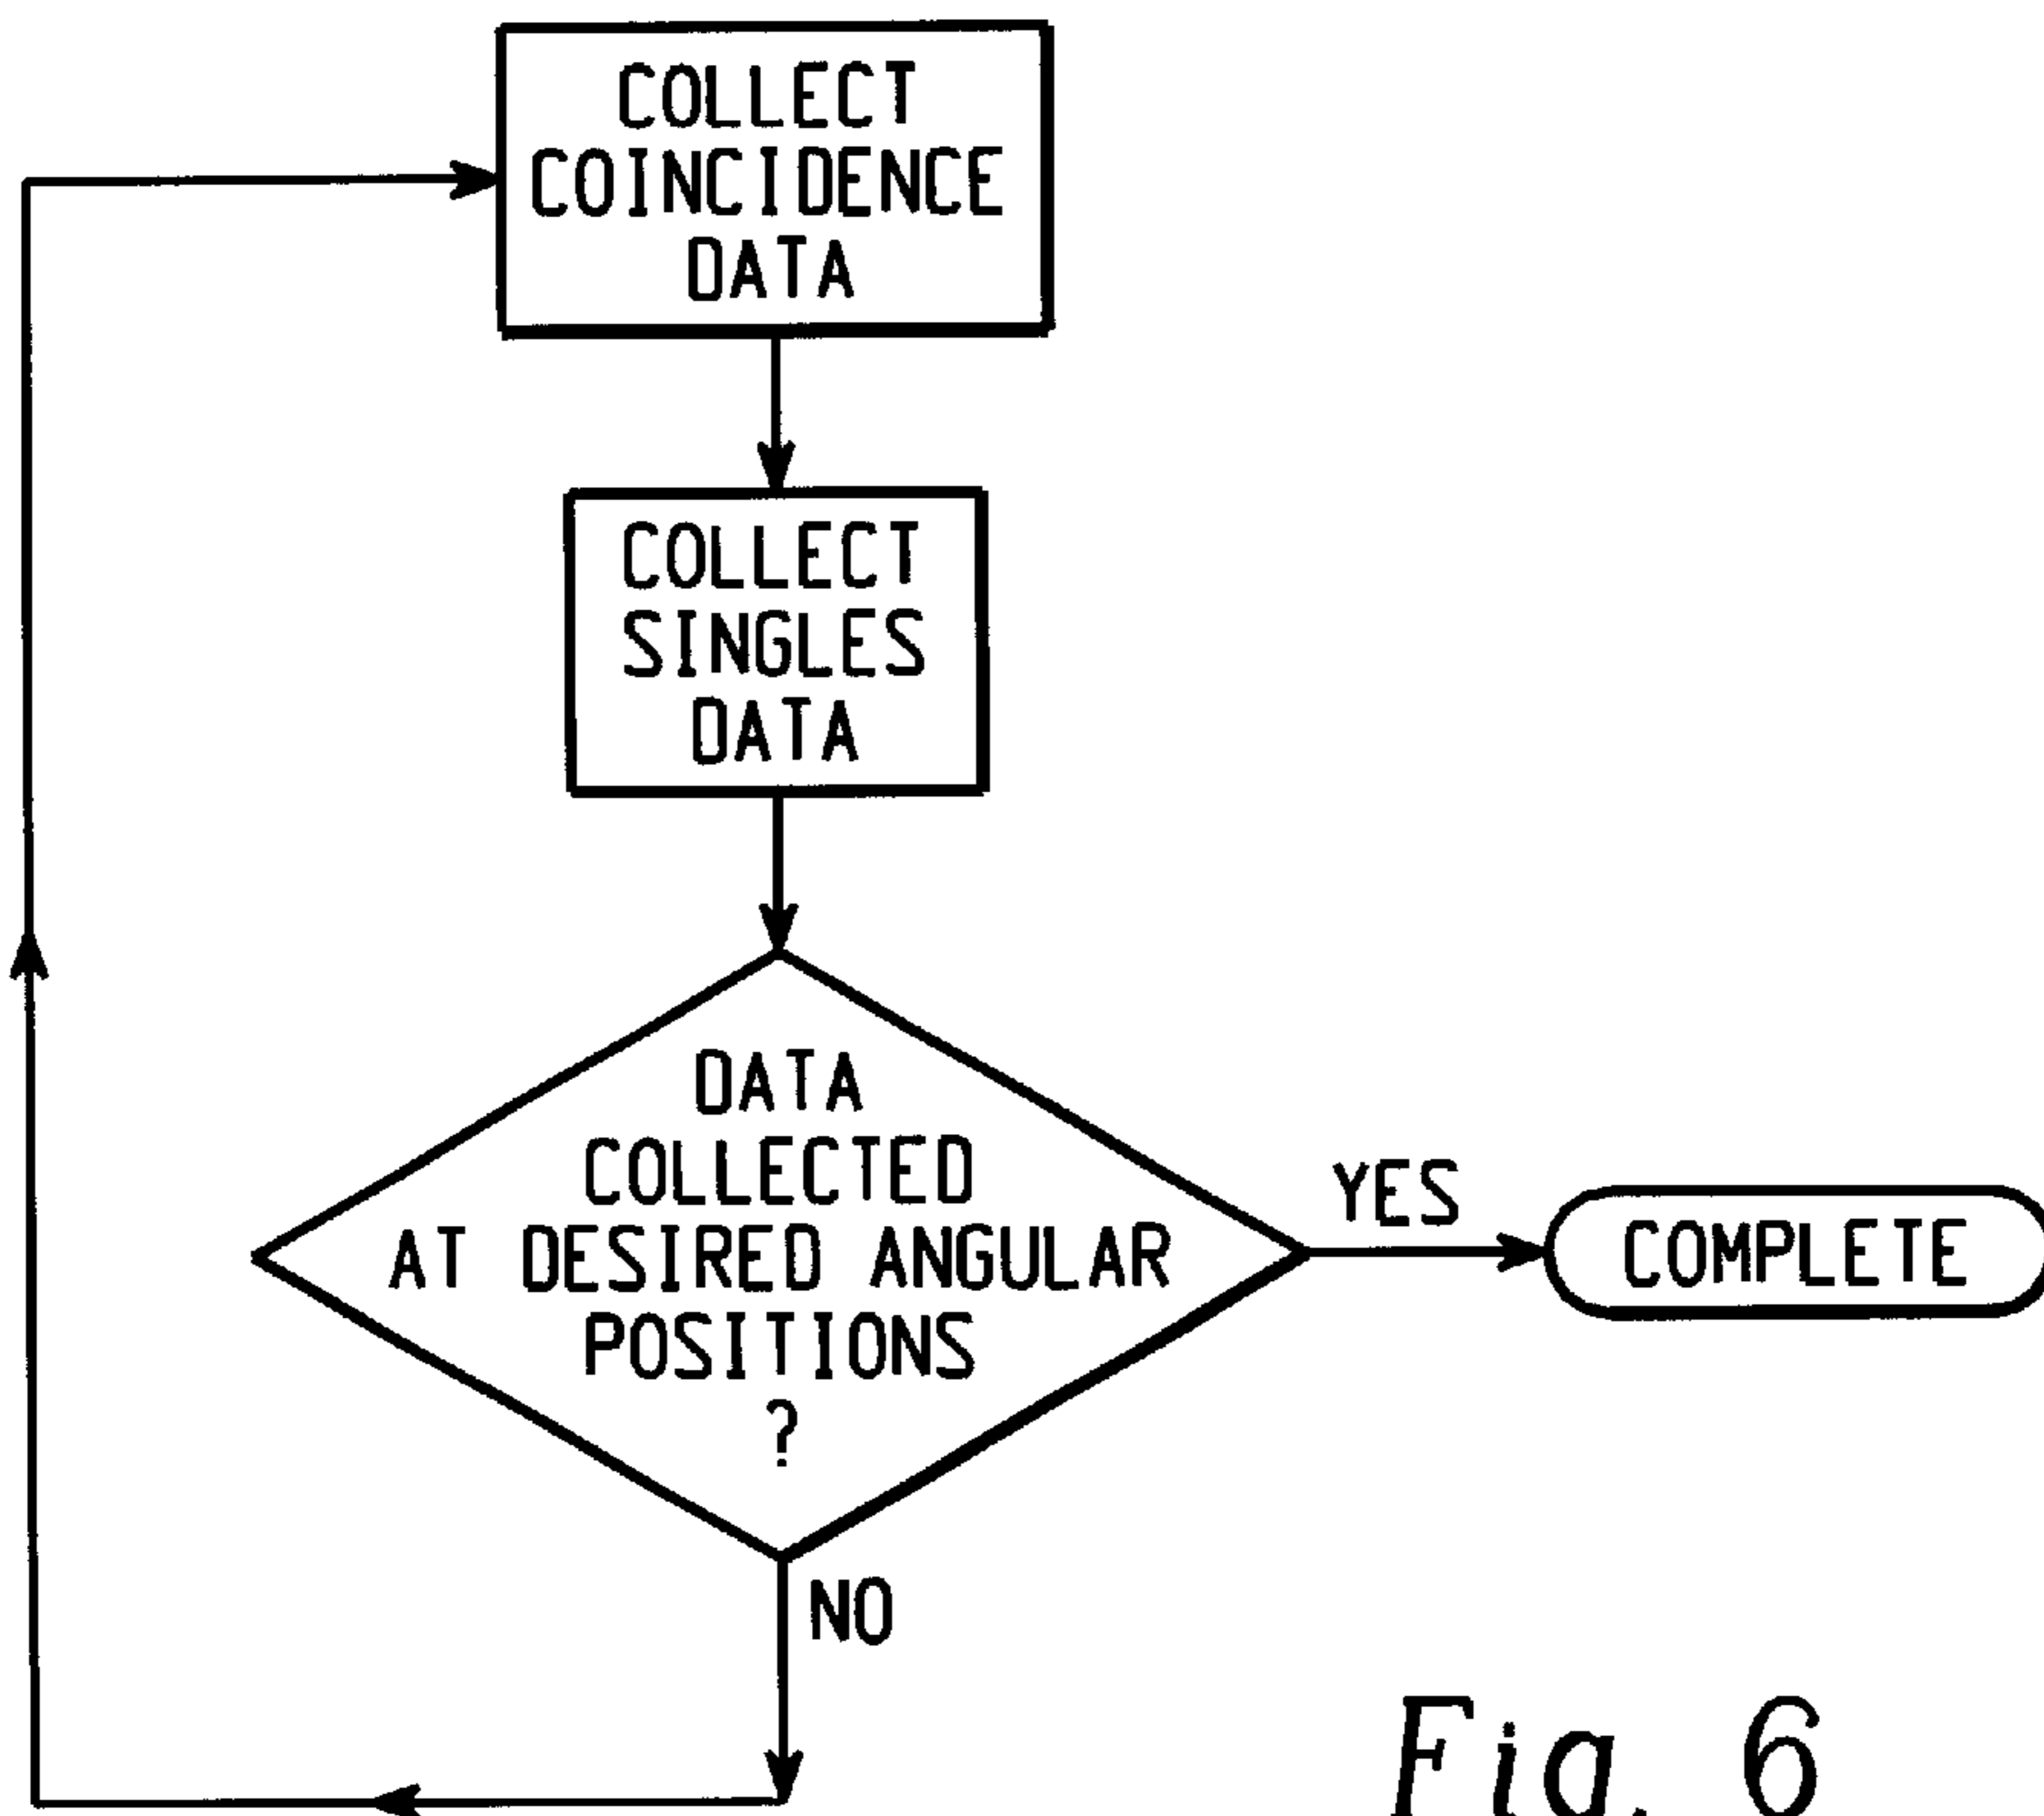 COLLECT
COINCIDENCE
DATA
COLLECT
SINGLES
DATA
DATA
COLLECTED
AT DESIRED ANGULAR
POSITIONS
?
YES
COMPLETE
NO
Fig. 6